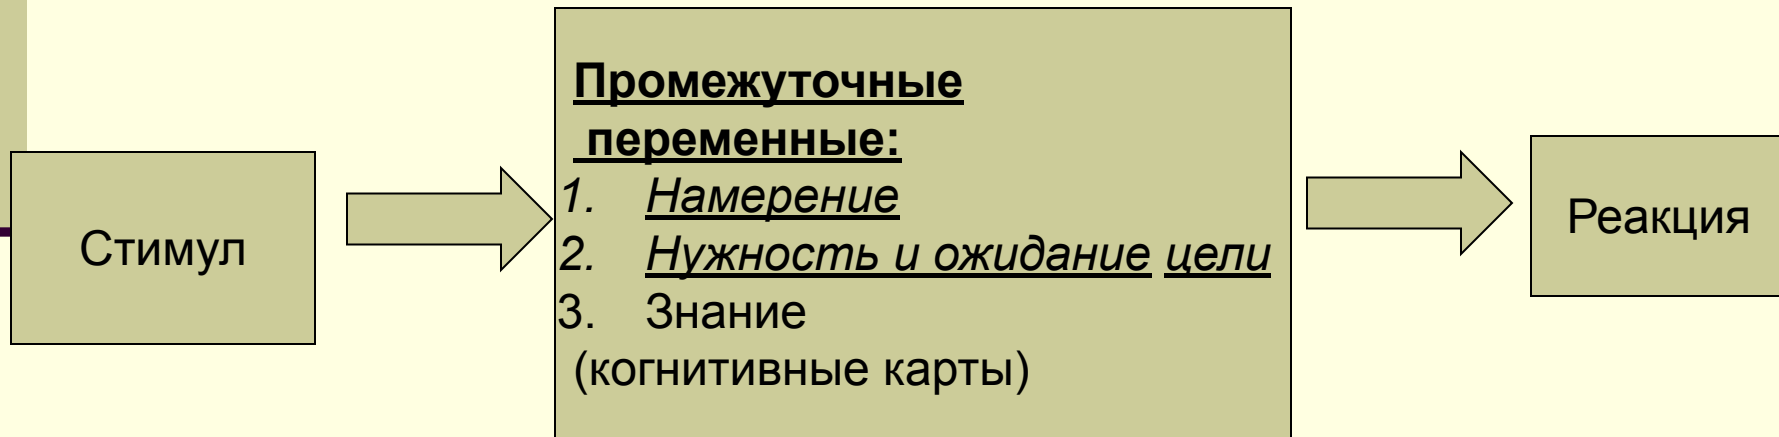 Стимул
Промежуточные
переменные:
1. Намерение
2. Нужность и ожидание цели
3. Знание
(когнитивные карты)
Реакция